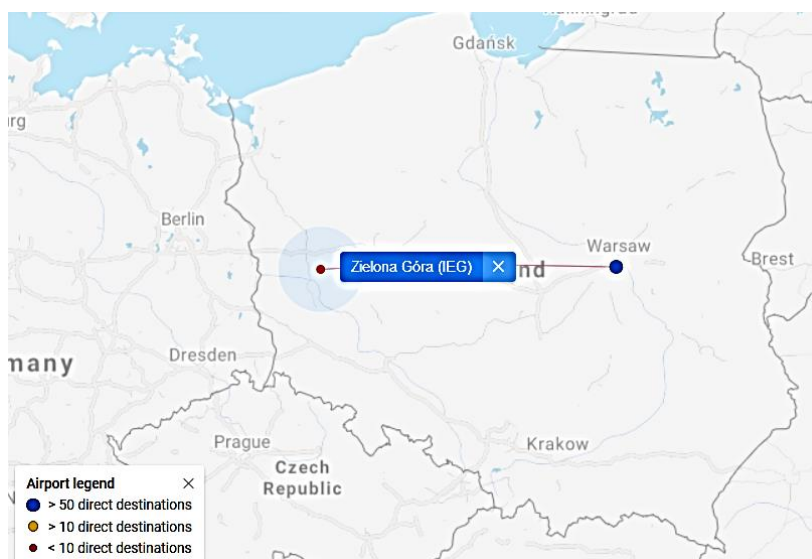 Gdańsk
Berlin
Warsaw
Brest
Zielona Góra (IEG)
nd
Dresden
many
Prague
Krakow
Czech
Republic
Airport legend
> 50 direct destinations
> 10 direct destinations
< 10 direct destinations